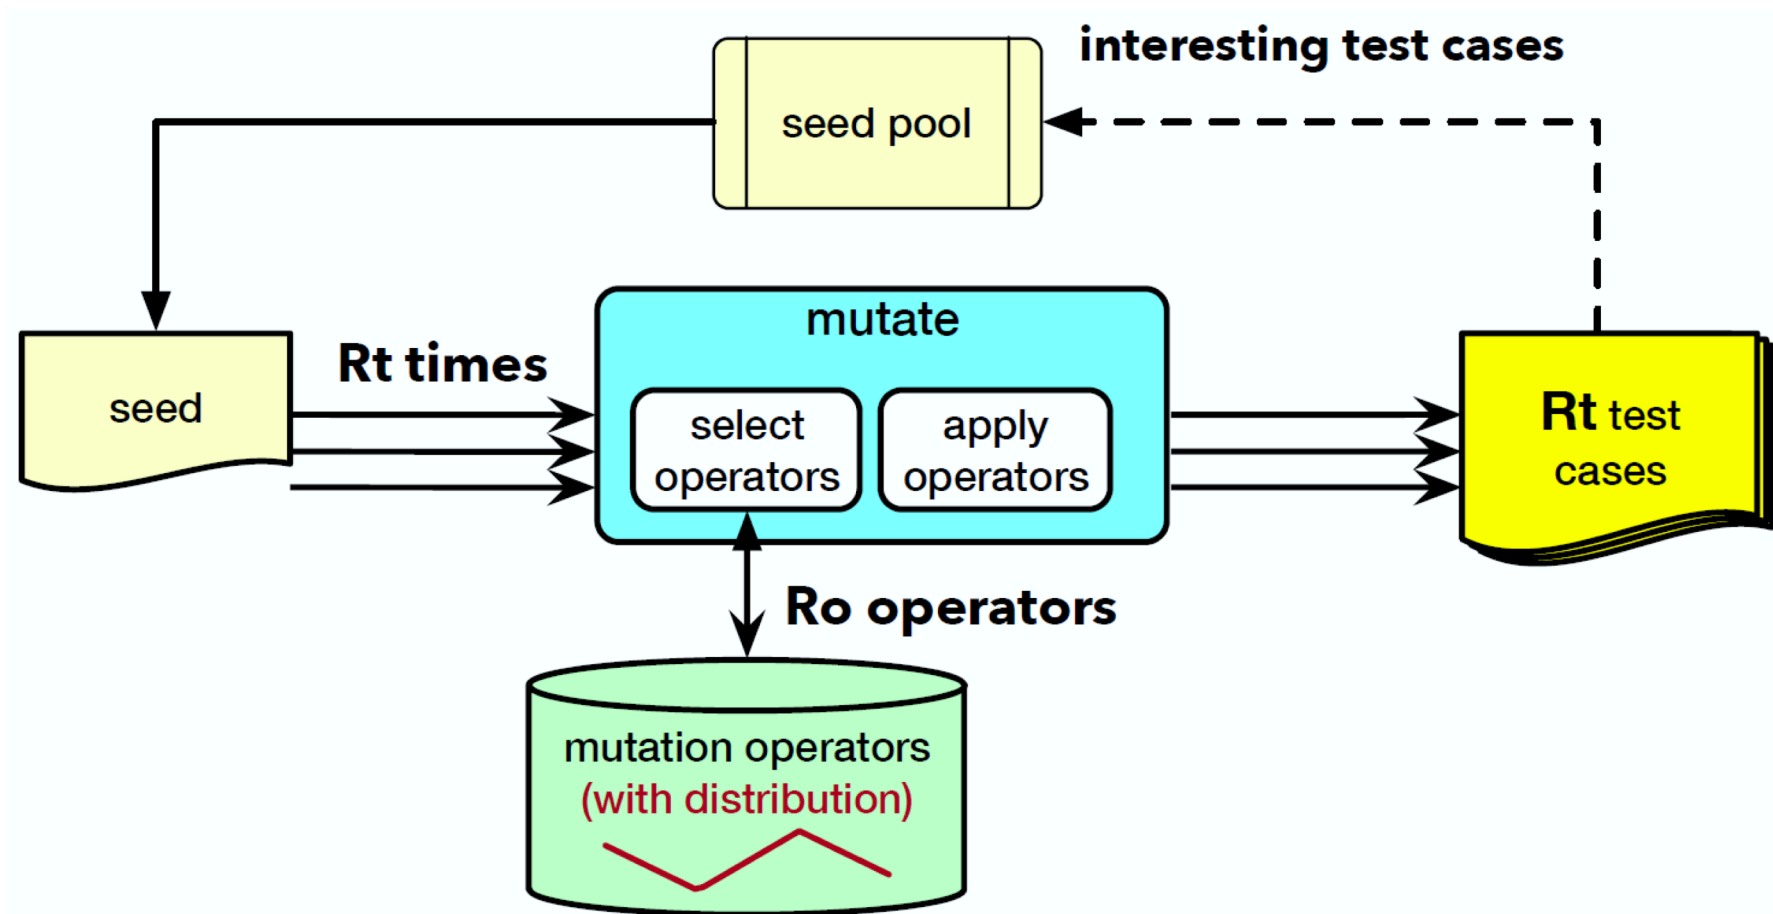 interesting test cases
seed pool
mutate
Rt times
seed
select
operators
apply
operators
Rt test
cases
Ro operators
mutation operators
(with distribution)